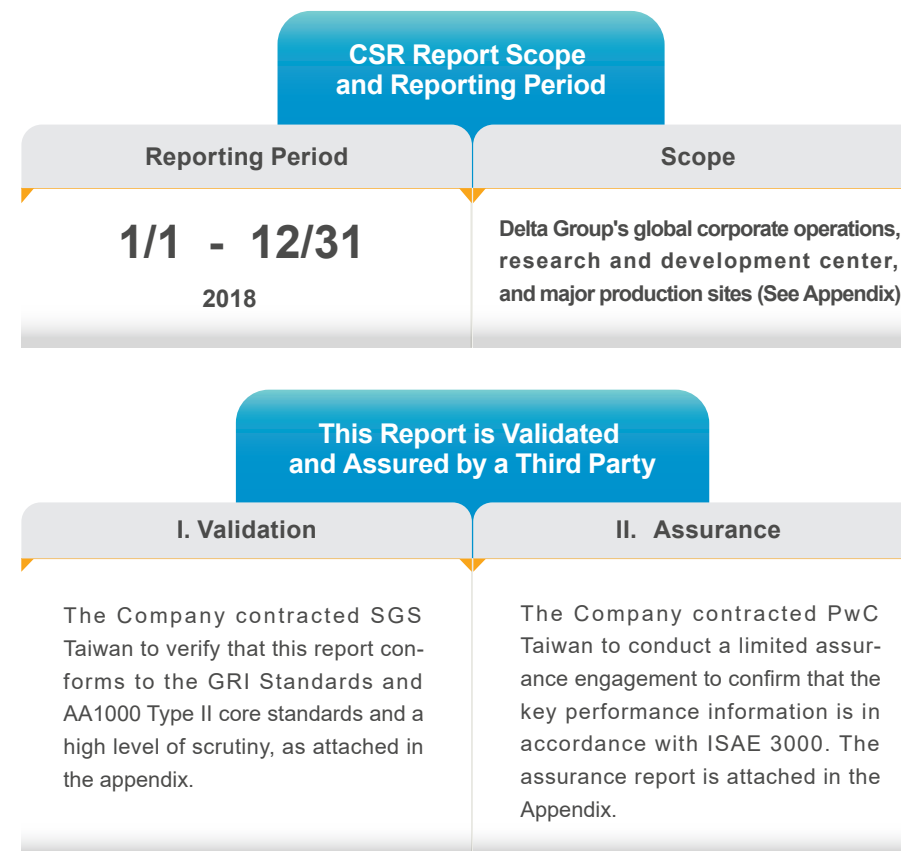 CSR Report Scope
and Reporting Period
Reporting Period
1/1 - 12/31
2018
Scope
Delta Group's global corporate operations,
research and development center,
and major production sites (See Appendix)
This Report is Validated
and Assured by a Third Party
I. Validation
The Company contracted SGS
Taiwan to verify that this report con-
forms to the GRI Standards and
AA1000 Type II core standards and a
high level of scrutiny, as attached in
the appendix.
II. Assurance
The Company contracted PwC
Taiwan to conduct a limited assur-
ance engagement to confirm that the
key performance information is in
accordance with ISAE 3000. The
assurance report is attached in the
Appendix.